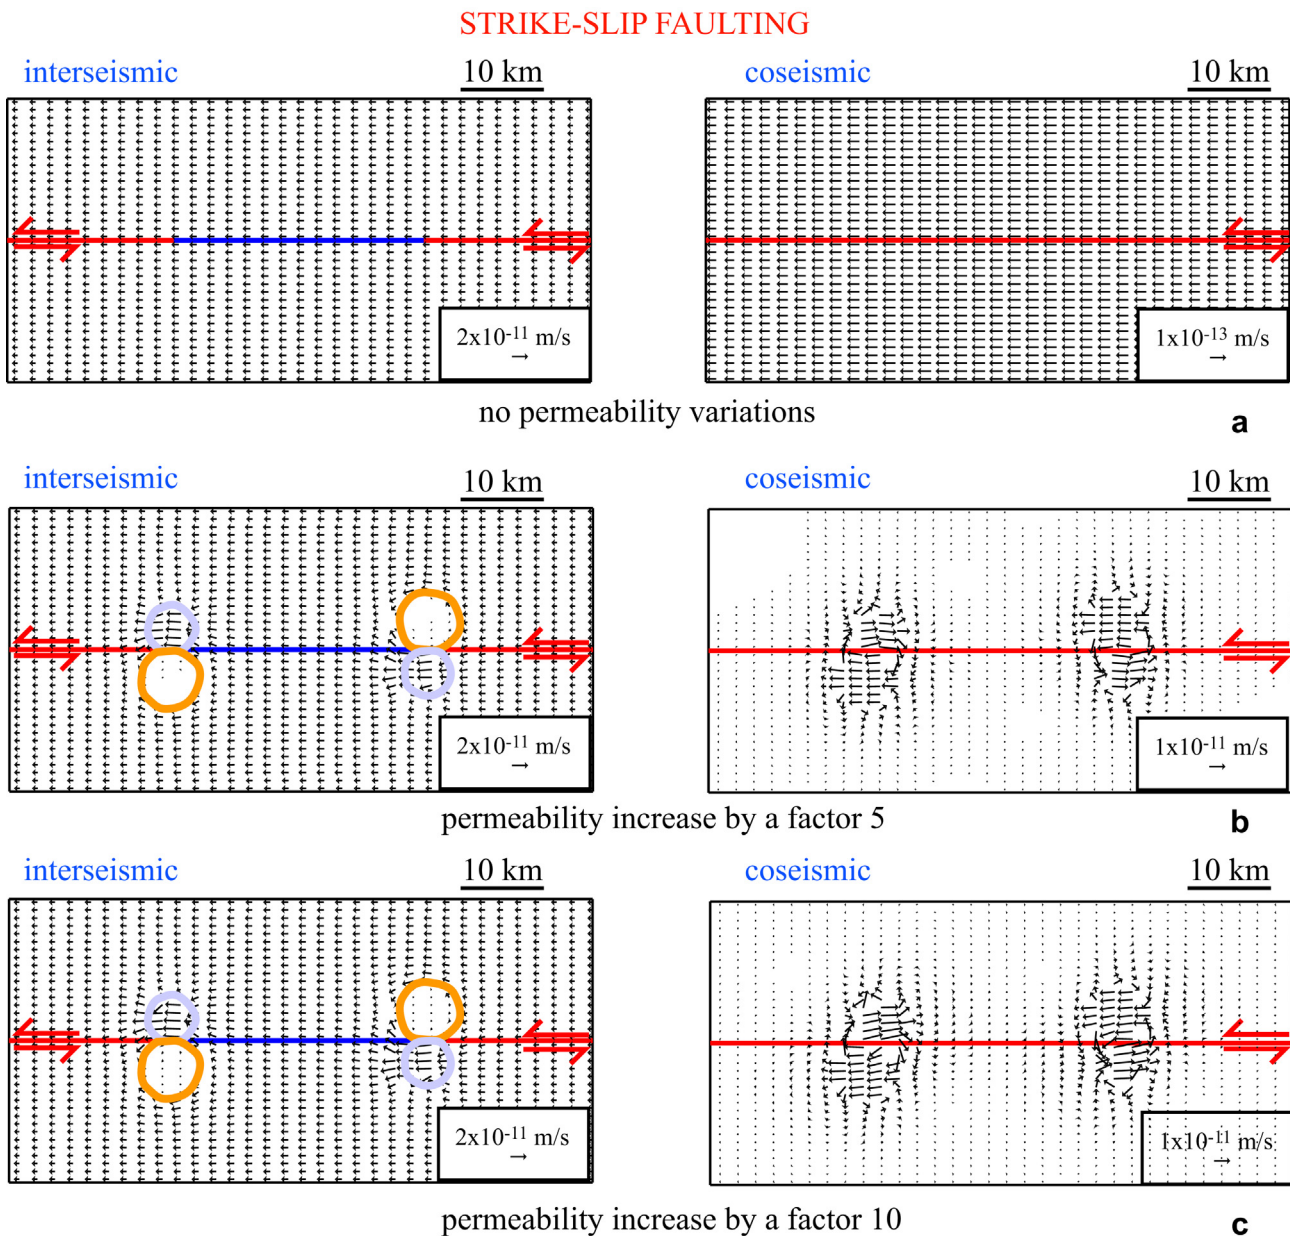 STRIKE-SLIP FAULTING
interseismic 10 km coseismic 10 km
2x10⁻¹¹ m/s 1x10⁻¹³ m/s
no permeability variations a
interseismic 10 km coseismic 10 km
2x10⁻¹¹ m/s 1x10⁻¹¹ m/s
permeability increase by a factor 5 b
interseismic 10 km coseismic 10 km
2x10⁻¹¹ m/s 1x10⁻¹¹ m/s
permeability increase by a factor 10 c